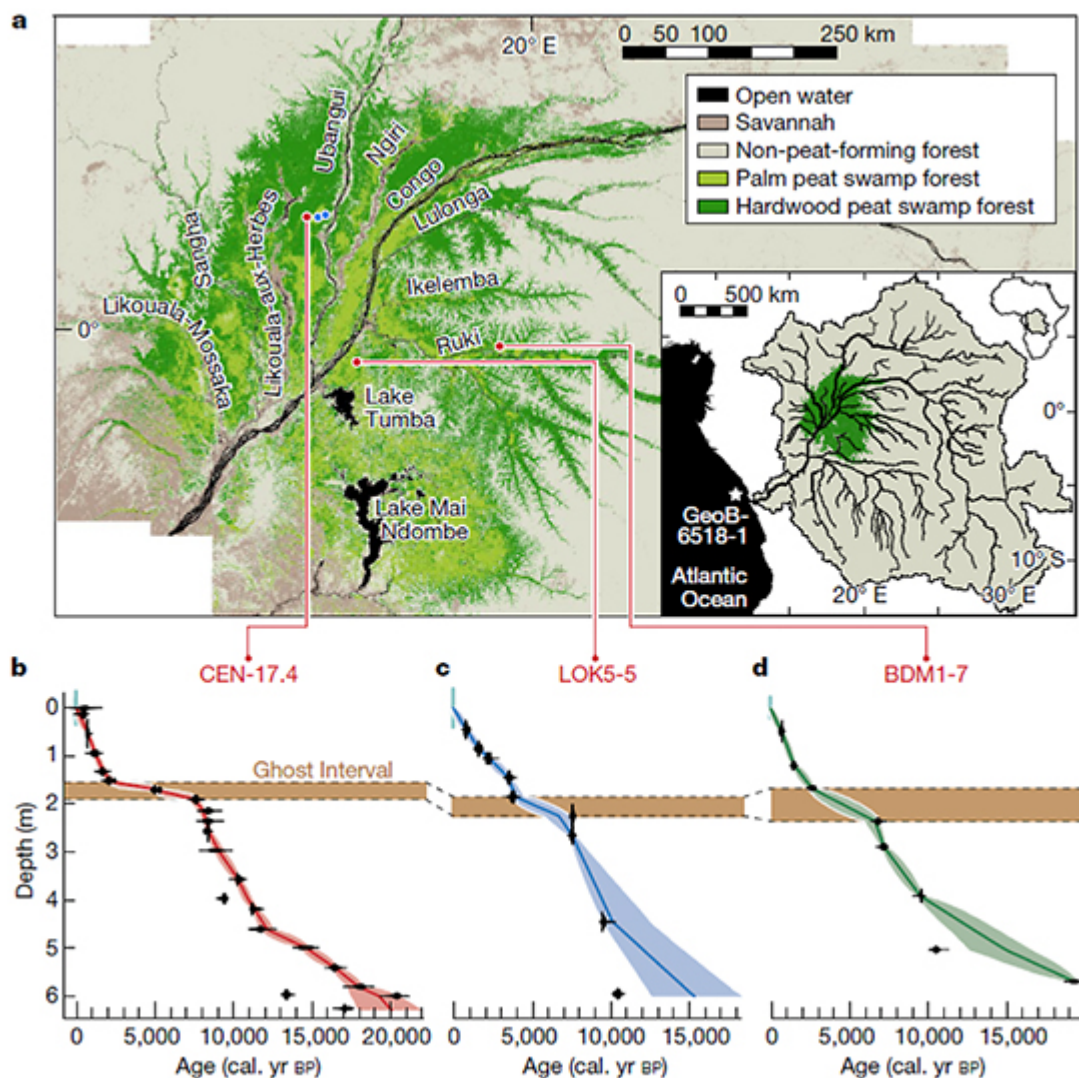 a
20° E
0 50 100 250 km
Open water
Savannah
Non-peat-forming forest
Palm peat swamp forest
Hardwood peat swamp forest
Ubangui
Ngiri
Congo
Lulonga
Sangha
Likouala-aux-Herbes
Ikelemba
Likouala-Mossaka
0°
Ruki
Lake
Tumba
Lake Mai
Ndombe
0 500 km
0°
GeoB-
6518-1
Atlantic
Ocean
10° S
20° E 30° E
b
CEN-17.4
c
LOK5-5
d
BDM1-7
Ghost Interval
Depth (m)
0
1
2
3
4
5
6
0 5,000 10,000 15,000 20,000
Age (cal. yr BP)
0 5,000 10,000 15,000
Age (cal. yr BP)
0 5,000 10,000 15,000
Age (cal. yr BP)